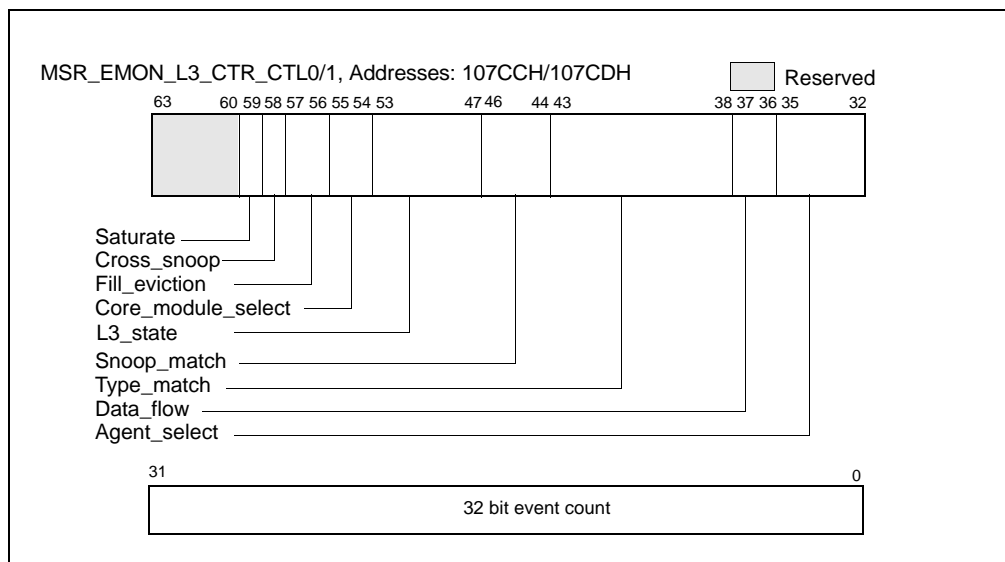 MSR_EMON_L3_CTR_CTL0/1, Addresses: 107CCH/107CDH
Reserved
63 60 59 58 57 56 55 54 53 47 46 44 43 38 37 36 35 32
Saturate
Cross_snoop
Fill_eviction
Core_module_select
L3_state
Snoop_match
Type_match
Data_flow
Agent_select
31 0
32 bit event count